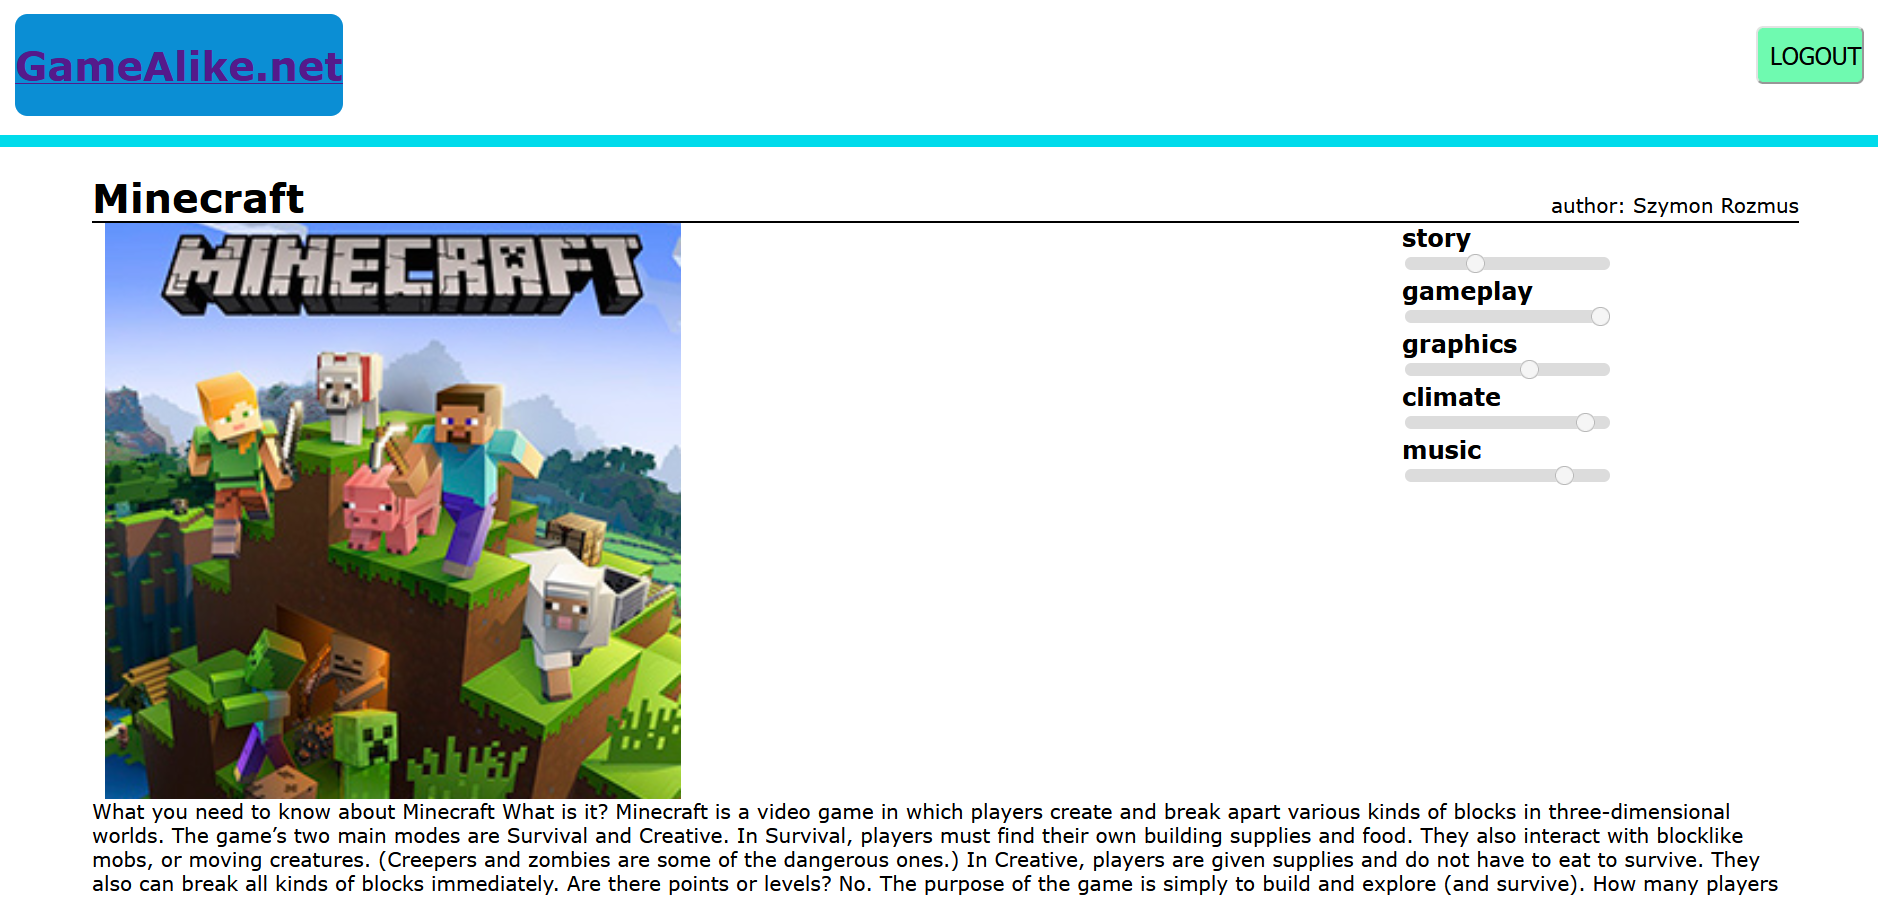 GameAlike.net
LOGOUT
Minecraft
author: Szymon Rozmus
MINECRAFT
story
gameplay
graphics
climate
music
What you need to know about Minecraft What is it? Minecraft is a video game in which players create and break apart various kinds of blocks in three-dimensional
worlds. The game’s two main modes are Survival and Creative. In Survival, players must find their own building supplies and food. They also interact with blocklike
mobs, or moving creatures. (Creepers and zombies are some of the dangerous ones.) In Creative, players are given supplies and do not have to eat to survive. They
also can break all kinds of blocks immediately. Are there points or levels? No. The purpose of the game is simply to build and explore (and survive). How many players